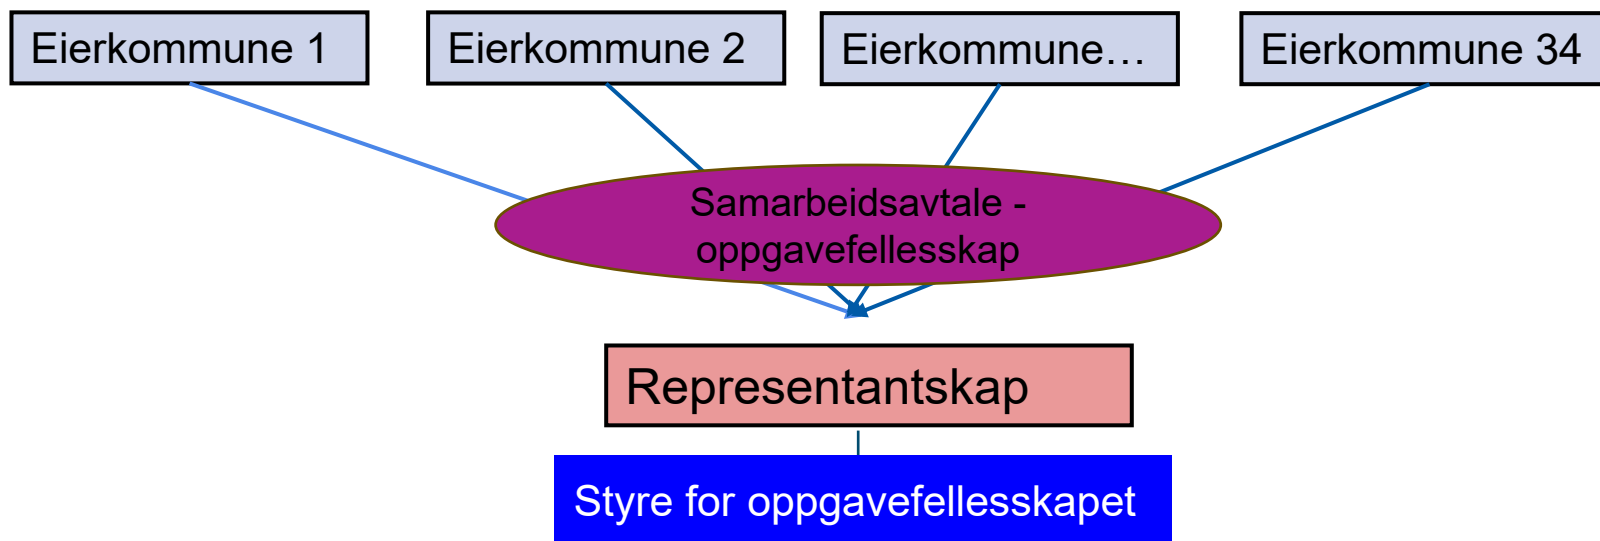 Eierkommune 1
Eierkommune 2
Eierkommune…
Eierkommune 34
Samarbeidsavtale -
oppgavefellesskap
Representantskap
Styre for oppgavefellesskapet